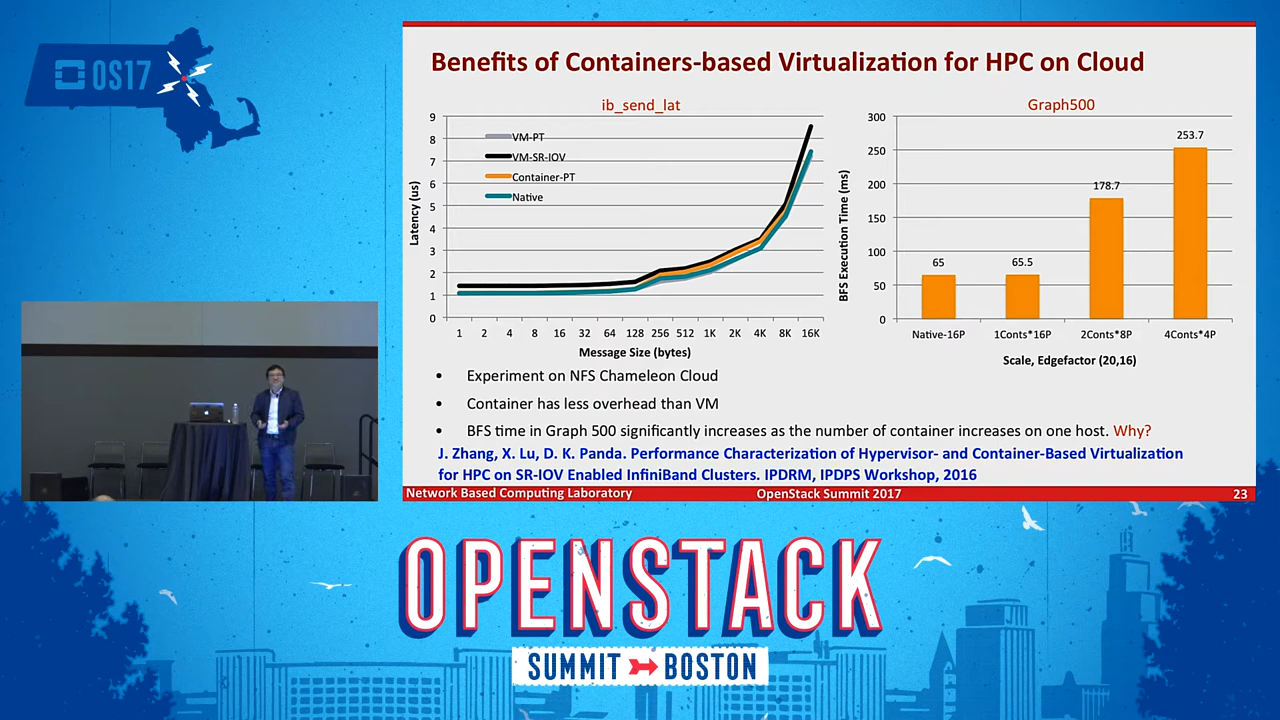 OS17
Benefits of Containers-based Virtualization for HPC on Cloud
ib_send_lat
9
8
7
6
5
4
3
2
1
0
Latency (us)
VM-PT
VM-SR-IOV
Container-PT
Native
1 2 4 8 16 32 64 128 256 512 1K 2K 4K 8K 16K
Message Size (bytes)
Graph500
300
250
200
150
100
50
0
BFS Execution Time (ms)
65
65.5
178.7
253.7
Native-16P 1Conts*16P 2Conts*8P 4Conts*4P
Scale, Edgefactor (20,16)
• Experiment on NFS Chameleon Cloud
• Container has less overhead than VM
• BFS time in Graph 500 significantly increases as the number of container increases on one host. Why?
J. Zhang, X. Lu, D. K. Panda. Performance Characterization of Hypervisor- and Container-Based Virtualization
for HPC on SR-IOV Enabled InfiniBand Clusters. IPDRM, IPDPS Workshop, 2016
Network Based Computing Laboratory OpenStack Summit 2017 23
OPENSTACK
SUMMIT BOSTON